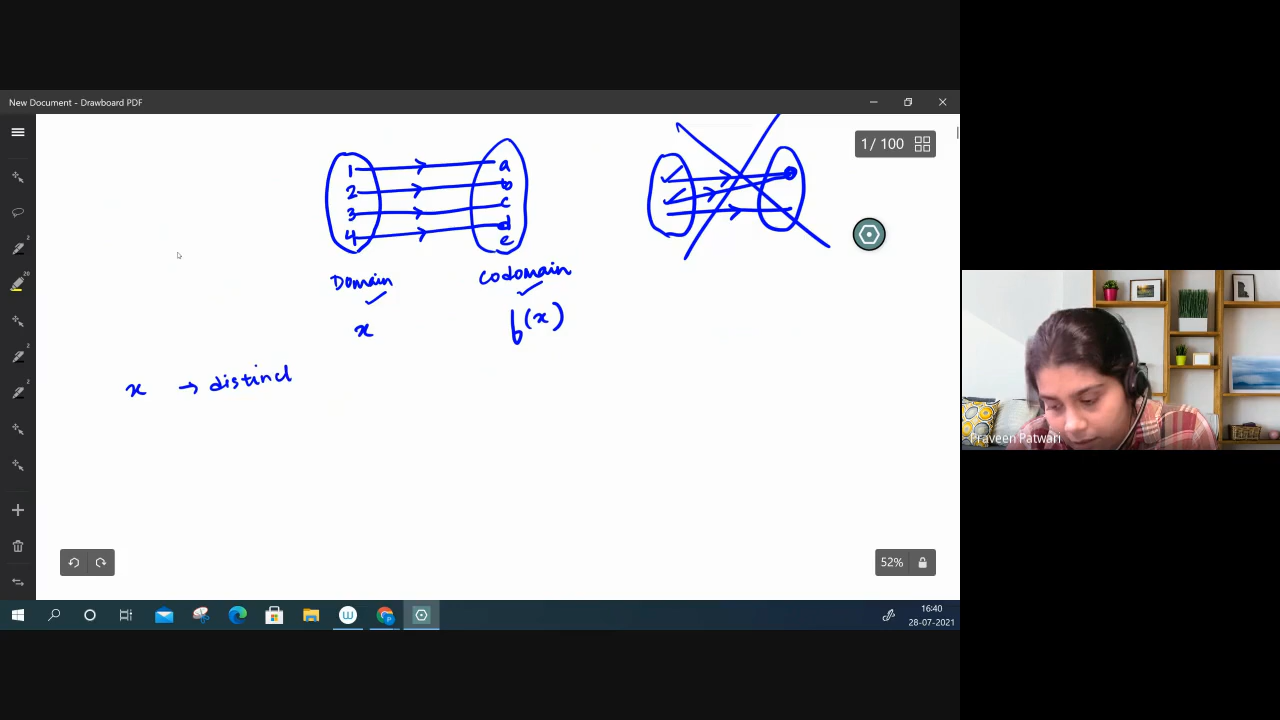 New Document - Drawboard PDF
1 / 100
1 a
2 b
3 c
4 d
e
Domain codomain
x f(x)
x → distinct
Praveen Patwari
52%
16:40
28-07-2021